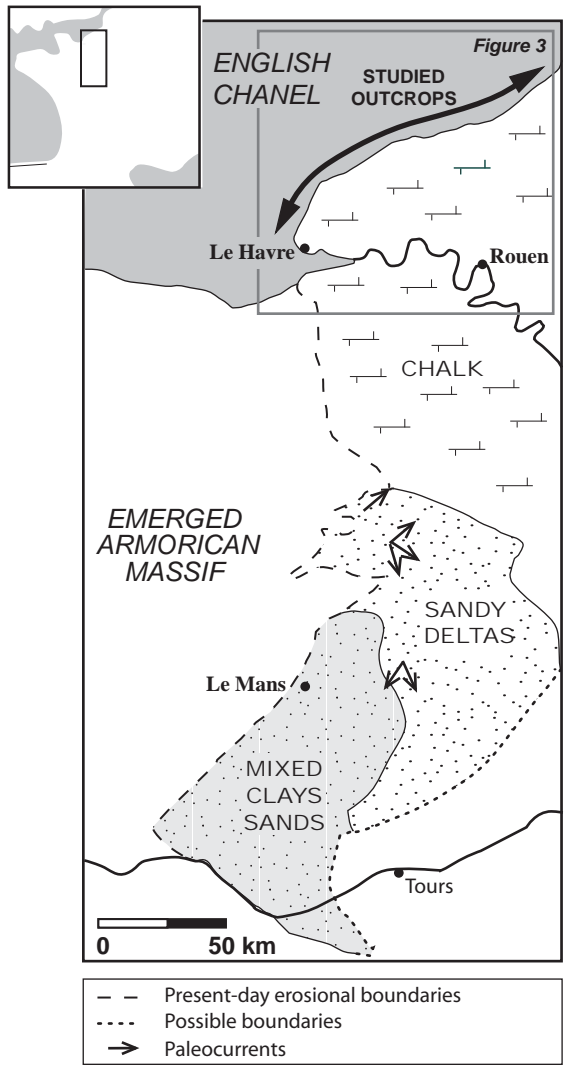 Figure 3
ENGLISH
CHANEL
STUDIED
OUTCROPS
Le Havre
Rouen
CHALK
EMERGED
ARMORICAN
MASSIF
SANDY
DELTAS
Le Mans
MIXED
CLAYS
SANDS
Tours
0 50 km
Present-day erosional boundaries
Possible boundaries
Paleocurrents